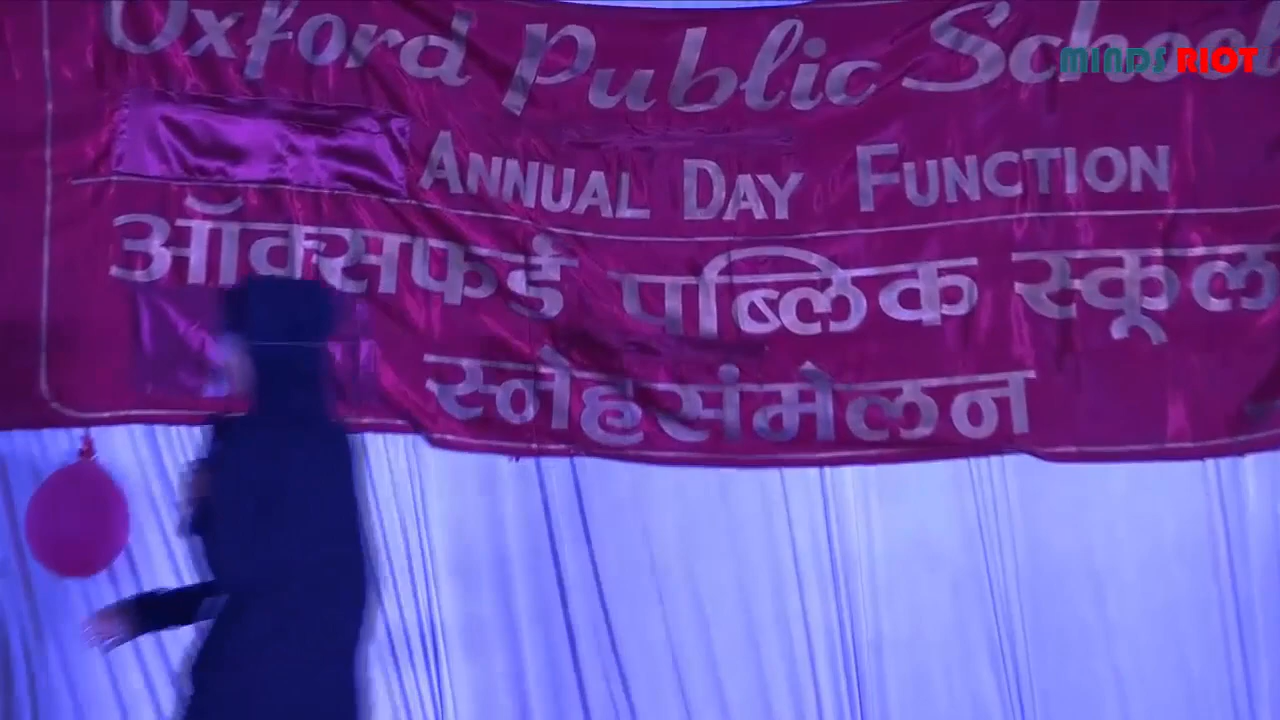 Oxford Public School
MINDS RIOT
ANNUAL DAY FUNCTION
ऑक्सफर्ड पब्लिक स्कूल
स्नेहसंमेलन